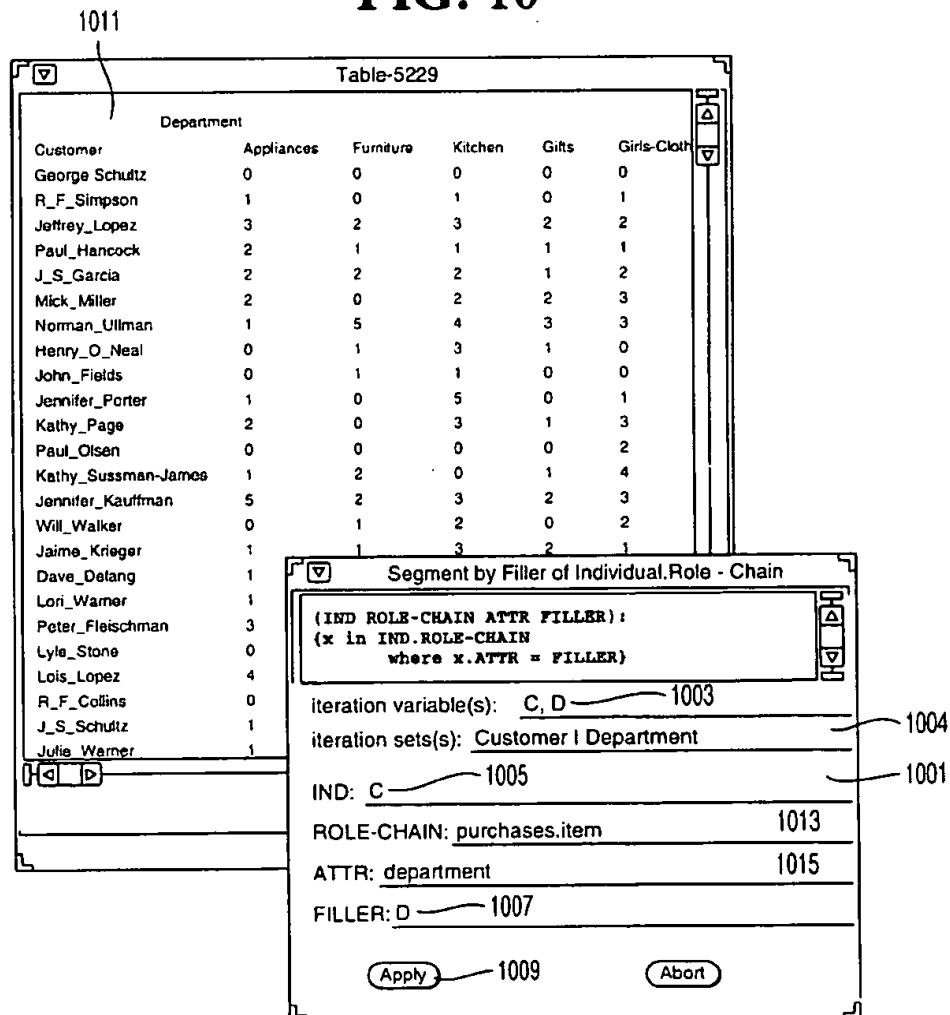 FIG. 10
1011
Table-5229
Department
Customer Appliances Furniture Kitchen Gifts Girls-Cloth
George Schultz 0 0 0 0 0
R_F_Simpson 1 0 1 0 1
Jeffrey_Lopez 3 2 3 2 2
Paul_Hancock 2 1 1 1 1
J_S_Garcia 2 2 2 1 2
Mick_Miller 2 0 2 2 3
Norman_Ullman 1 5 4 3 3
Henry_O_Neal 0 1 3 1 0
John_Fields 0 1 1 0 0
Jennifer_Porter 1 0 5 0 1
Kathy_Page 2 0 3 1 3
Paul_Olsen 0 0 0 0 2
Kathy_Sussman-James 1 2 0 1 4
Jennifer_Kauffman 5 2 3 2 3
Will_Walker 0 1 2 0 2
Jaime_Krieger 1 1 3 2 1
Dave_Delang 1
Lori_Warner 1
Peter_Fleischman 3
Lyle_Stone 0
Lois_Lopez 4
R_F_Collins 0
J_S_Schultz 1
Julie_Warner 1
Segment by Filler of Individual.Role - Chain
(IND ROLE-CHAIN ATTR FILLER):
{x in IND.ROLE-CHAIN
where x.ATTR = FILLER}
iteration variable(s): C, D 1003
iteration sets(s): Customer | Department 1004
1001
IND: C 1005
ROLE-CHAIN: purchases.item 1013
ATTR: department 1015
FILLER: D 1007
Apply 1009 Abort